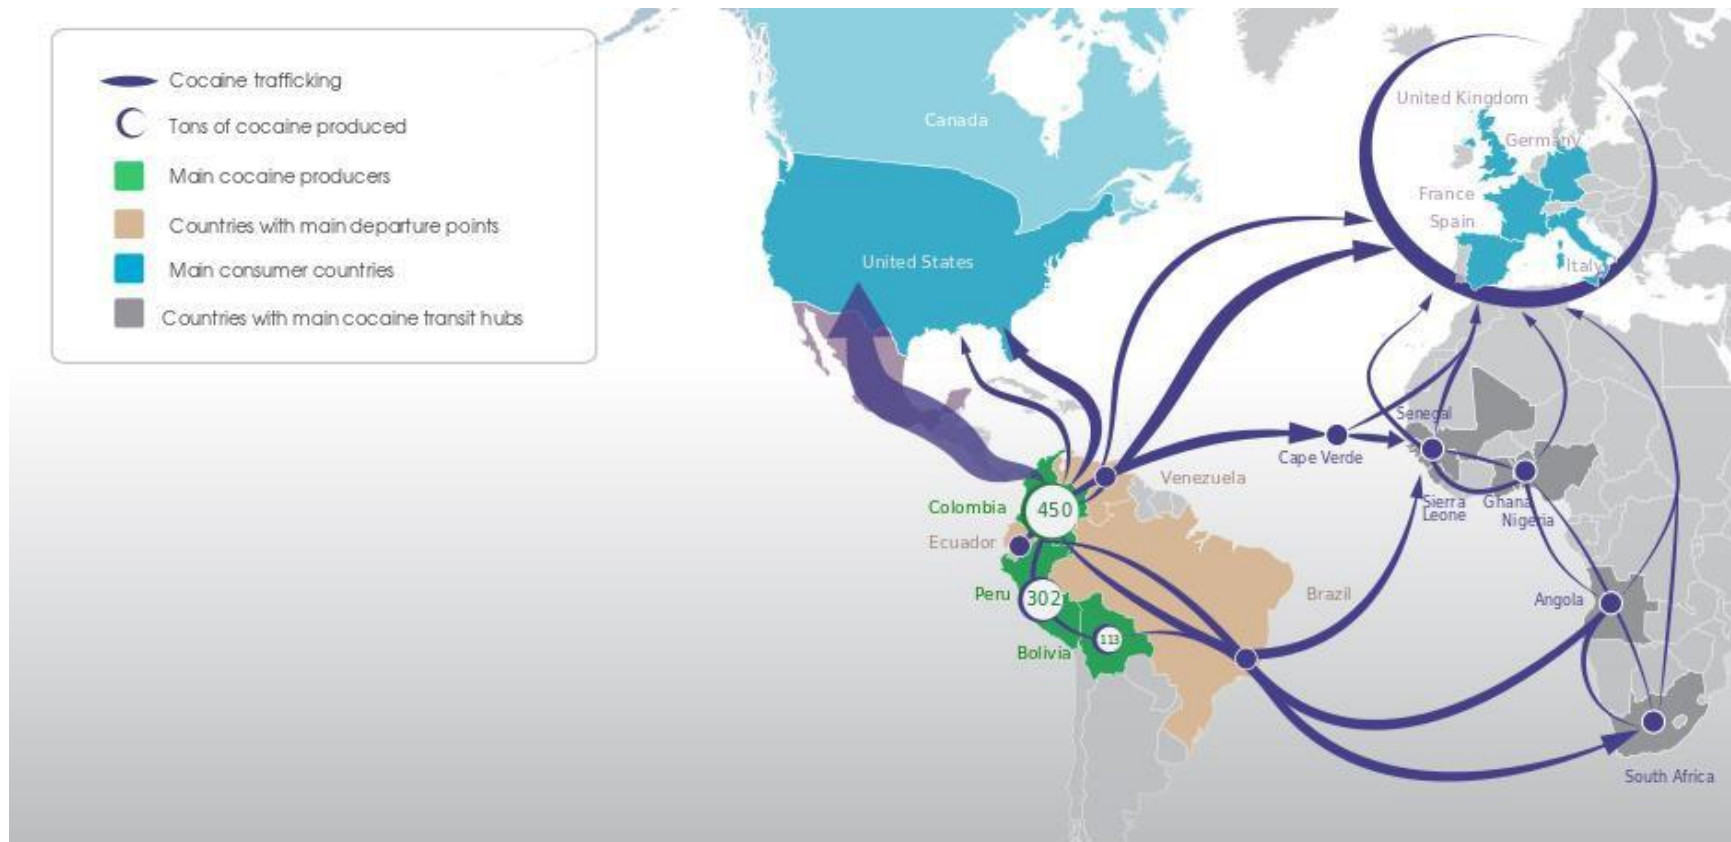 Cocaine trafficking
Tons of cocaine produced
Main cocaine producers
Countries with main departure points
Main consumer countries
Countries with main cocaine transit hubs
Canada
United States
United Kingdom
Germany
France
Spain
Italy
Senegal
Cape Verde
Venezuela
Colombia
450
Sierra
Leone
Ghana
Nigeria
Ecuador
Peru
302
Brazil
Angola
Bolivia
113
South Africa